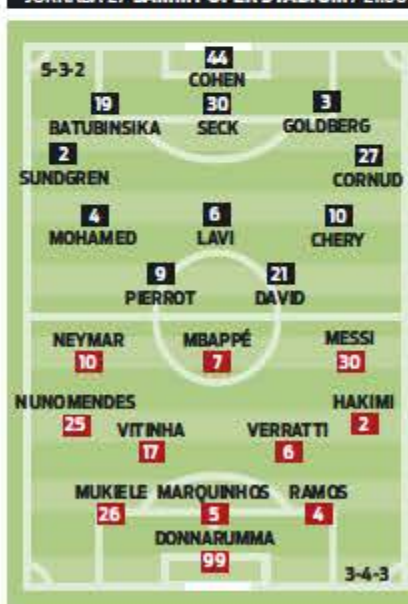 44
COHEN
5-3-2
19 30 3
BATUBINSIKA SECK GOLDBERG
2 27
SUNDGREN CORNUD
4 6 10
MOHAMED LAVI CHERY
9 21
PIERROT DAVID
NEYMAR MBAPPÉ MESSI
10 7 30
NUNO MENDES HAKIMI
25 2
VITINHA VERRATTI
17 6
MUKIELE MARQUINHOS RAMOS
26 5 4
DONNARUMMA
99
3-4-3